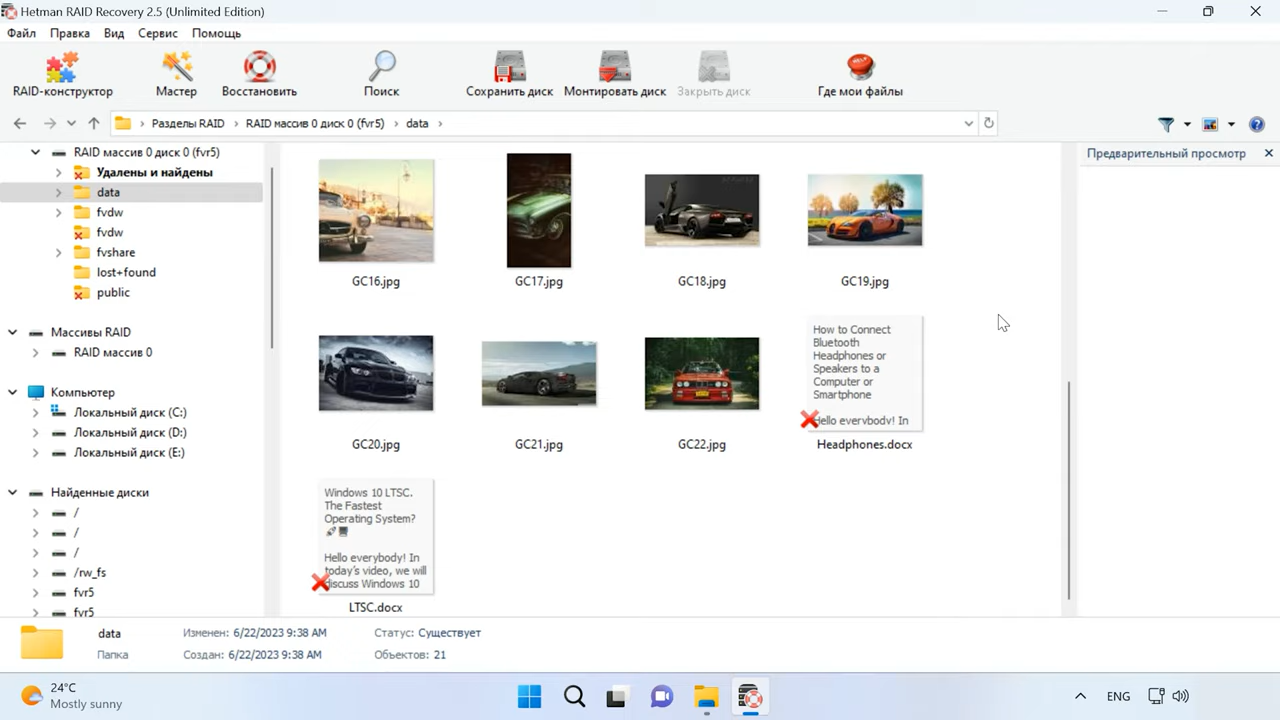 Hetman RAID Recovery 2.5 (Unlimited Edition)
Файл Правка Вид Сервис Помощь
RAID-конструктор Мастер Восстановить Поиск Сохранить диск Монтировать диск Закрыть диск Где мои файлы
Разделы RAID RAID массив 0 диск 0 (fvr5) data
RAID массив 0 диск 0 (fvr5)
Удалены и найдены
data
fvdw
fvdw
fvshare
lost+found
public
Массивы RAID
RAID массив 0
Компьютер
Локальный диск (C:)
Локальный диск (D:)
Локальный диск (E:)
Найденные диски
/
/
/
/rw_fs
fvr5
fvr5
GC16.jpg GC17.jpg GC18.jpg GC19.jpg
How to Connect
Bluetooth
Headphones or
Speakers to a
Computer or
Smartphone
Hello everybody! In
GC20.jpg GC21.jpg GC22.jpg Headphones.docx
Windows 10 LTSC.
The Fastest
Operating System?
Hello everybody! In
today's video, we will
discuss Windows 10
LTSC.docx
Предварительный просмотр
data Изменен: 6/22/2023 9:38 AM Статус: Существует
Папка Создан: 6/22/2023 9:38 AM Объектов: 21
24°C
Mostly sunny
ENG